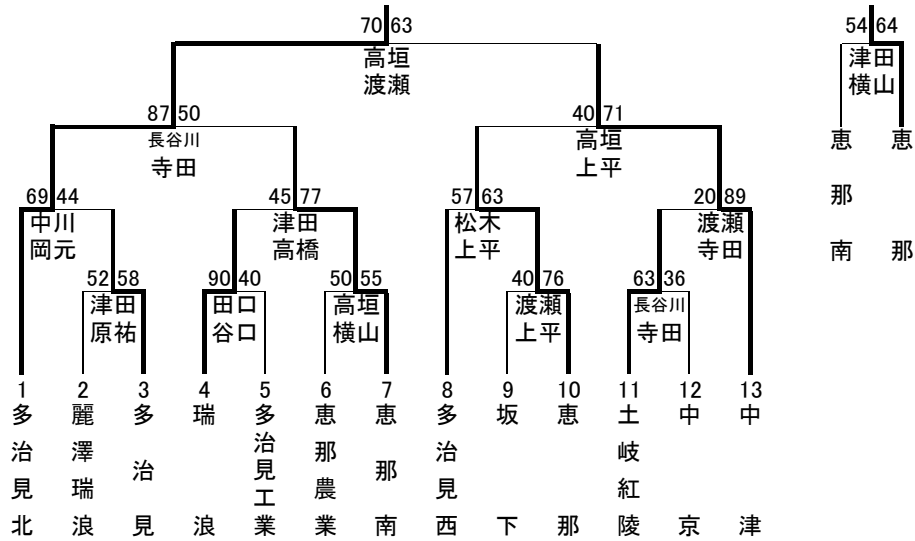 70 63
高垣
渡瀬
54 64
津田
横山
恵那南
恵那
87 50
長谷川
寺田
40 71
高垣
上平
69 44
中川
岡元
45 77
津田
高橋
57 63
松木
上平
20 89
渡瀬
寺田
52 58
津田
原祐
90 40
田口
谷口
50 55
高垣
横山
40 76
渡瀬
上平
63 36
長谷川
寺田
1 多治見北
2 麗澤瑞浪
3 多治見
4 瑞浪
5 多治見工業
6 恵那農業
7 恵那南
8 多治見西
9 坂下
10 恵那
11 土岐紅陵
12 中京
13 中津